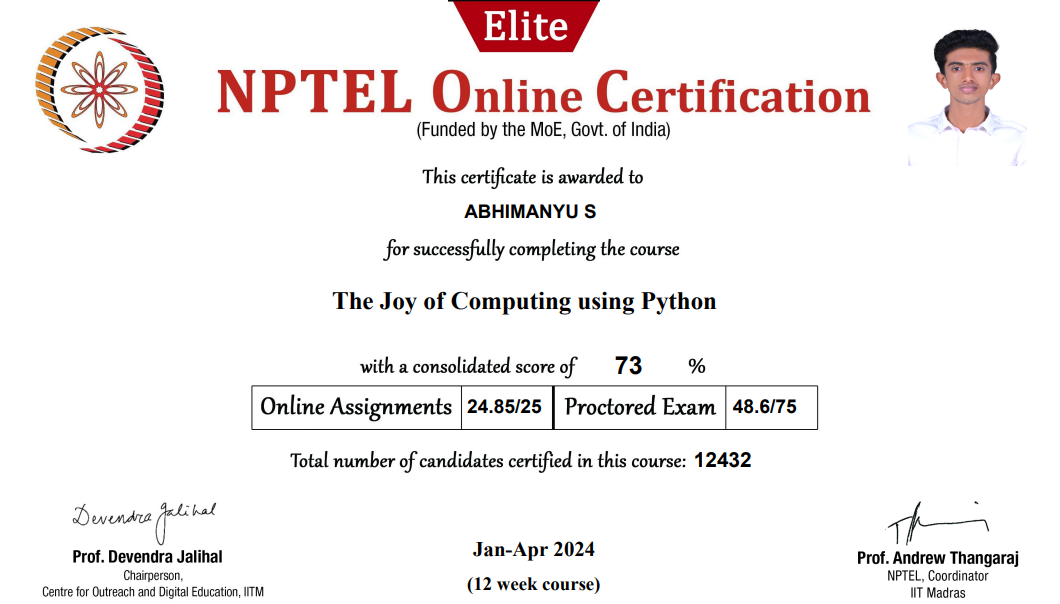 Elite
NPTEL Online Certification
(Funded by the MoE, Govt. of India)
This certificate is awarded to
ABHIMANYU S
for successfully completing the course
The Joy of Computing using Python
with a consolidated score of 73 %
Online Assignments 24.85/25 Proctored Exam 48.6/75
Total number of candidates certified in this course: 12432
Devendra Jalihal
Prof. Devendra Jalihal
Chairperson,
Centre for Outreach and Digital Education, IITM
Jan-Apr 2024
(12 week course)
Prof. Andrew Thangaraj
NPTEL, Coordinator
IIT Madras